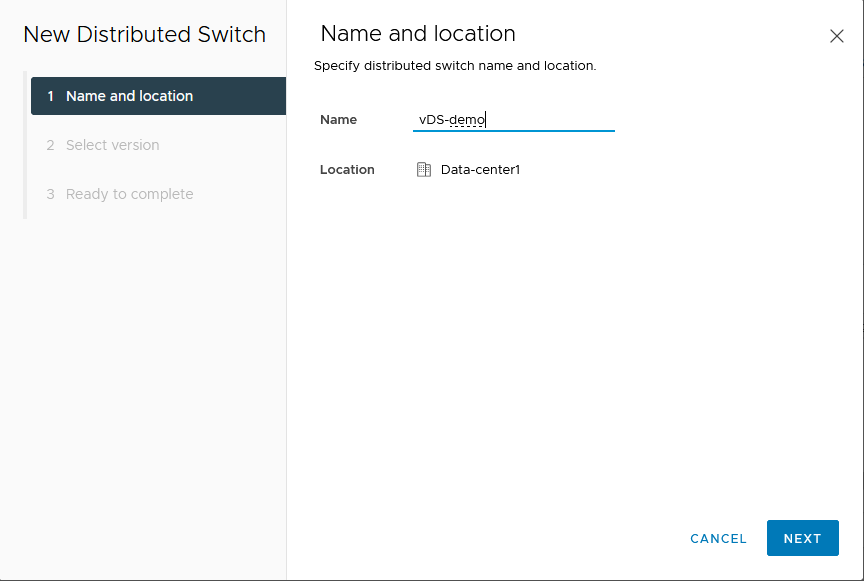 New Distributed Switch
1 Name and location
2 Select version
3 Ready to complete
Name and location
Specify distributed switch name and location.
Name vDS-demo
Location Data-center1
CANCEL NEXT